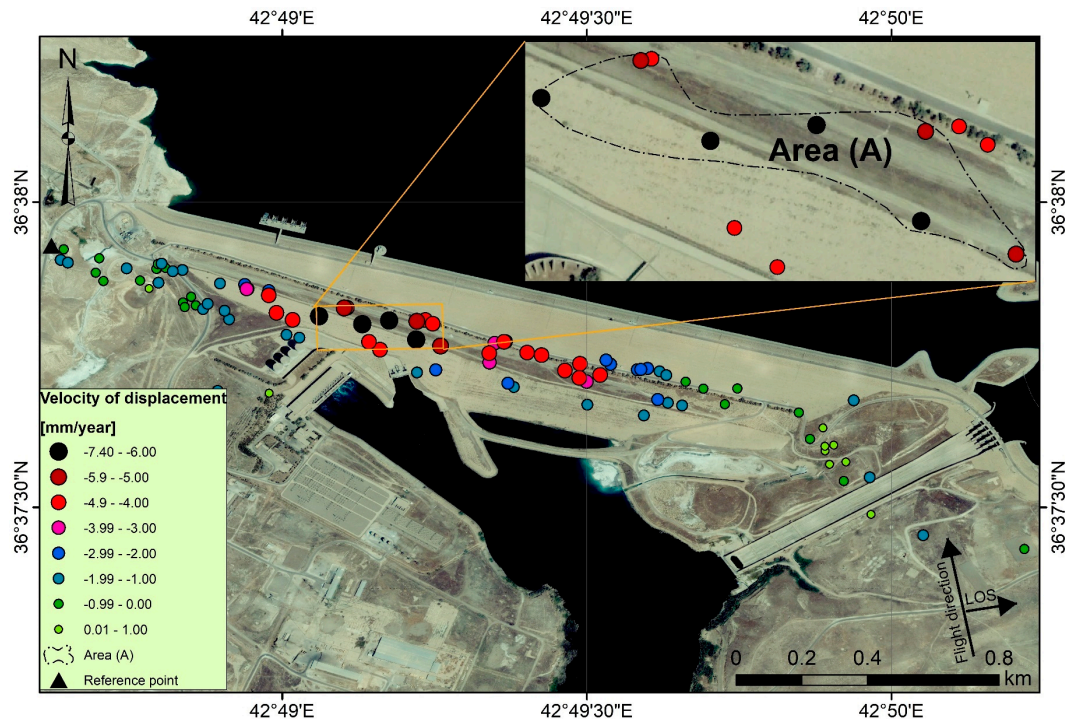 42°49'E 42°49'30"E 42°50'E
N
Area (A)
36°38'N
36°38'N
Velocity of displacement
[mm/year]
-7.40 - -6.00
-5.9 - -5.00
-4.9 - -4.00
-3.99 - -3.00
-2.99 - -2.00
-1.99 - -1.00
-0.99 - 0.00
0.01 - 1.00
Area (A)
Reference point
36°37'30"N
36°37'30"N
Flight direction
LOS
0 0.2 0.4 0.8
km
42°49'E 42°49'30"E 42°50'E